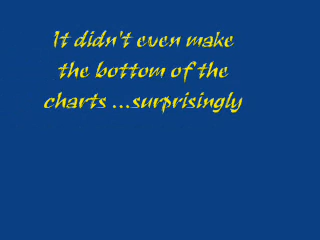 It didn't even make
the bottom of the
charts ...surprisingly